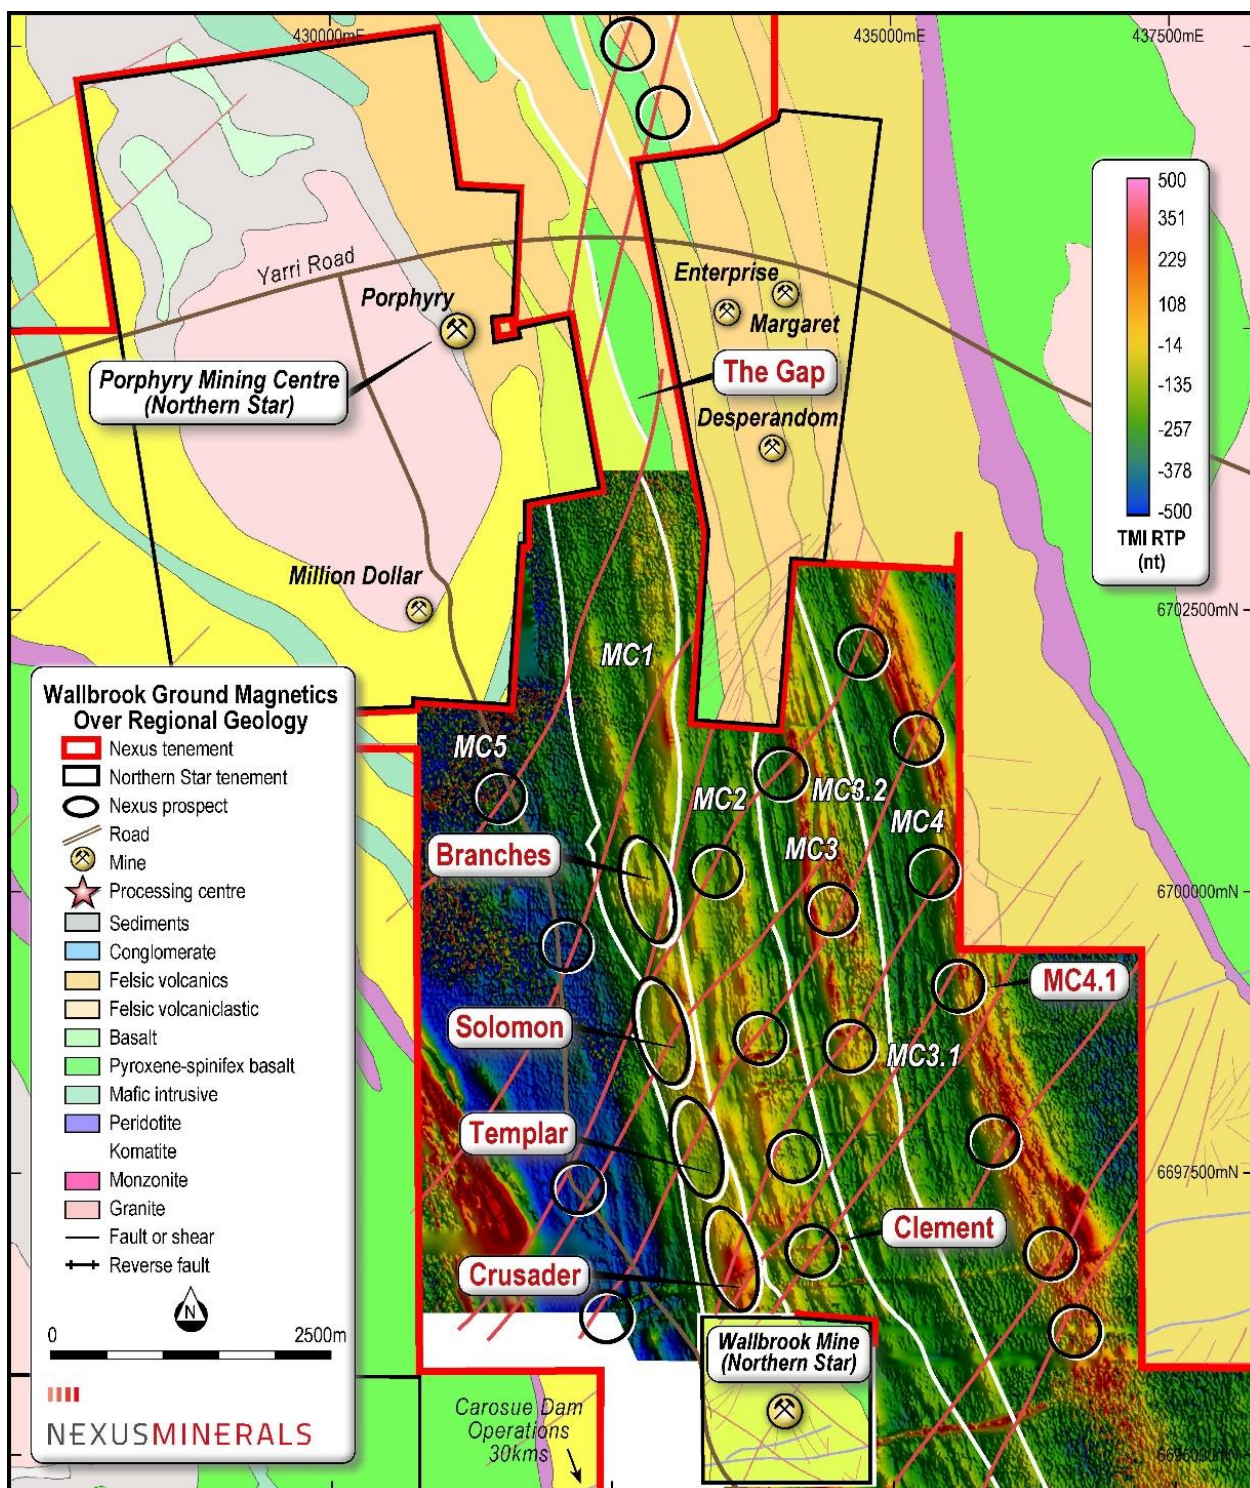 430000mE
435000mE
437500mE
500
351
229
108
-14
-135
-257
-378
-500
TMI RTP
(nt)
Yarri Road
Porphyry
Enterprise
Margaret
Porphyry Mining Centre
(Northern Star)
The Gap
Desperandom
Million Dollar
6702500mN
MC1
MC5
MC2
MC3.2
MC4
MC3
Branches
6700000mN
MC4.1
Solomon
MC3.1
Templar
6697500mN
Clement
Crusader
Wallbrook Mine
(Northern Star)
Carosue Dam
Operations
30kms
6695000mN
Wallbrook Ground Magnetics
Over Regional Geology
Nexus tenement
Northern Star tenement
Nexus prospect
Road
Mine
Processing centre
Sediments
Conglomerate
Felsic volcanics
Felsic volcaniclastic
Basalt
Pyroxene-spinifex basalt
Mafic intrusive
Peridotite
Komatite
Monzonite
Granite
Fault or shear
Reverse fault
N
0 2500m
NEXUSMINERALS